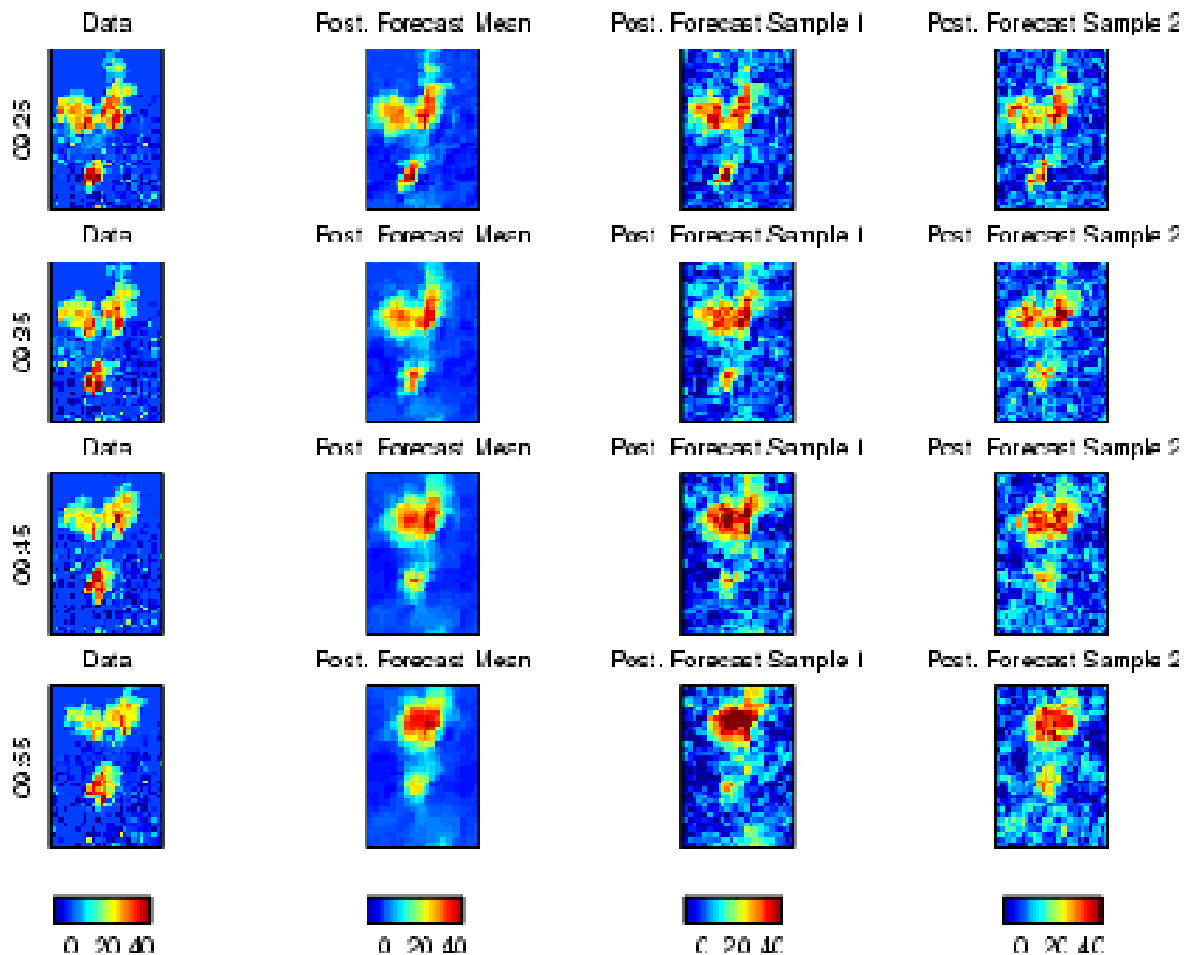 Data Post. Forecast Mean Post. Forecast Sample 1 Post. Forecast Sample 2
09:25
Data Post. Forecast Mean Post. Forecast Sample 1 Post. Forecast Sample 2
09:35
Data Post. Forecast Mean Post. Forecast Sample 1 Post. Forecast Sample 2
09:45
Data Post. Forecast Mean Post. Forecast Sample 1 Post. Forecast Sample 2
09:55
0 20 40 0 20 40 0 20 40 0 20 40